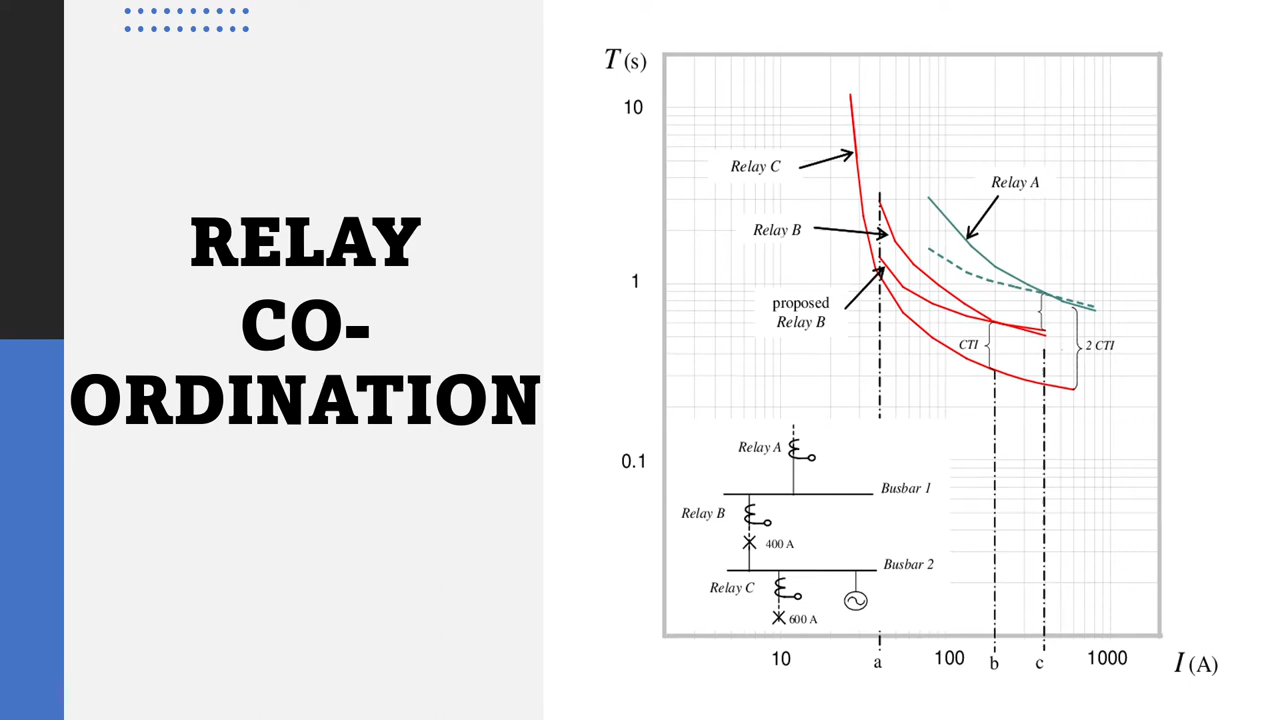 RELAY
CO-
ORDINATION
T (s)
10
1
0.1
Relay C
Relay A
Relay B
proposed
Relay B
CTI
2 CTI
Relay A
Busbar 1
Relay B
400 A
Busbar 2
Relay C
600 A
10
a
100
b
c
1000
I (A)